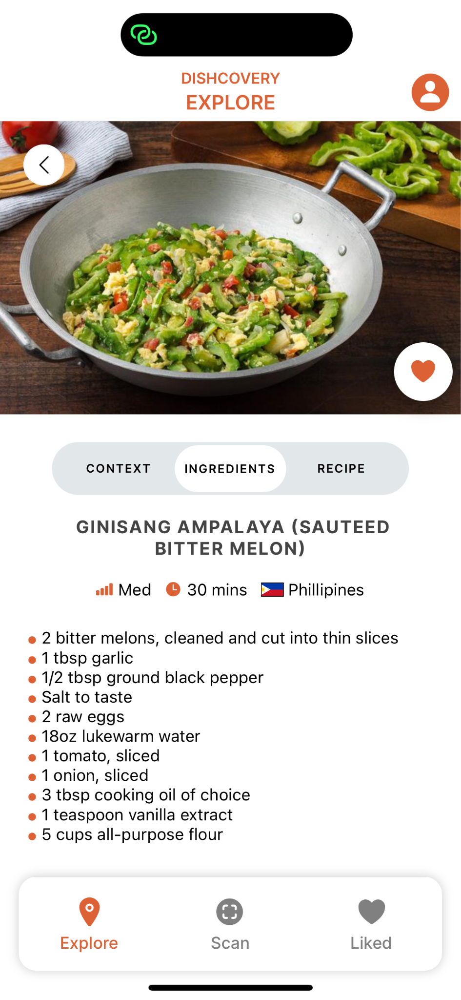 DISHCOVERY
EXPLORE
CONTEXT
INGREDIENTS
RECIPE
GINISANG AMPALAYA (SAUTEED
BITTER MELON)
Med
30 mins
Phillipines
2 bitter melons, cleaned and cut into thin slices
1 tbsp garlic
1/2 tbsp ground black pepper
Salt to taste
2 raw eggs
18oz lukewarm water
1 tomato, sliced
1 onion, sliced
3 tbsp cooking oil of choice
1 teaspoon vanilla extract
5 cups all-purpose flour
Explore
Scan
Liked